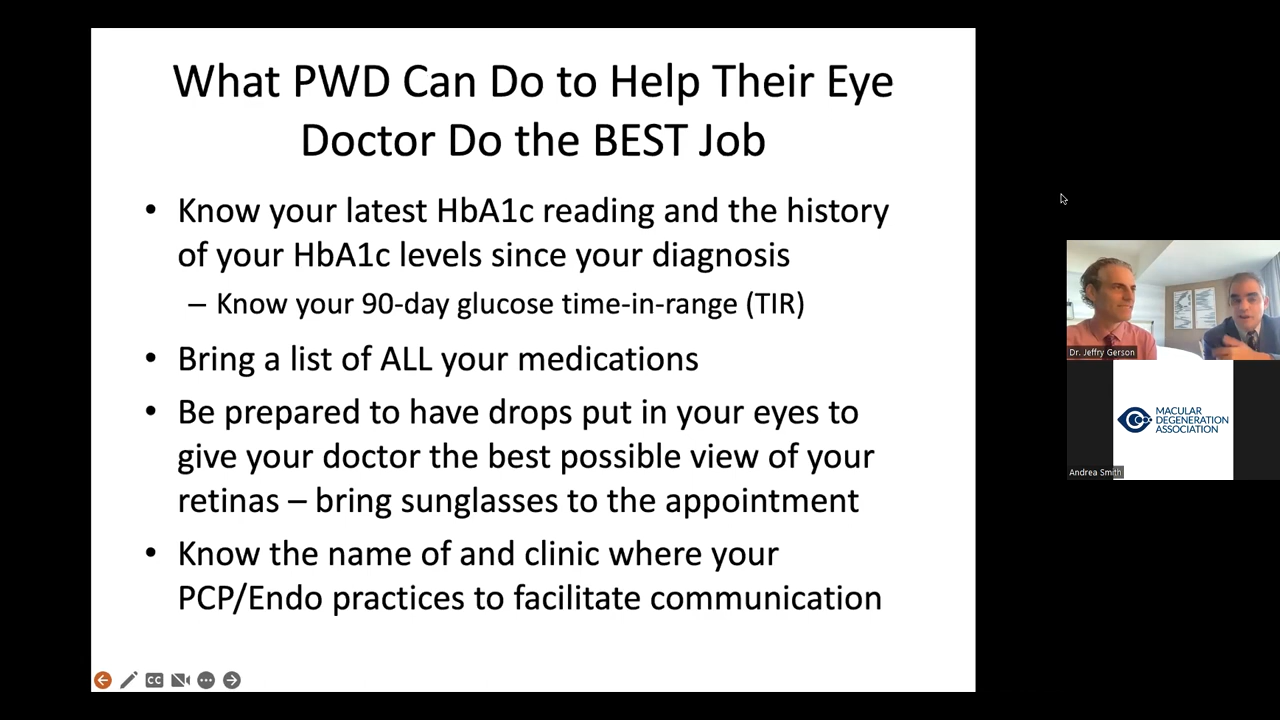 What PWD Can Do to Help Their Eye
Doctor Do the BEST Job
• Know your latest HbA1c reading and the history
of your HbA1c levels since your diagnosis
– Know your 90-day glucose time-in-range (TIR)
• Bring a list of ALL your medications
• Be prepared to have drops put in your eyes to
give your doctor the best possible view of your
retinas – bring sunglasses to the appointment
• Know the name of and clinic where your
PCP/Endo practices to facilitate communication
CC
Dr. Jeffry Gerson
MACULAR
DEGENERATION
ASSOCIATION
Andrea Smith